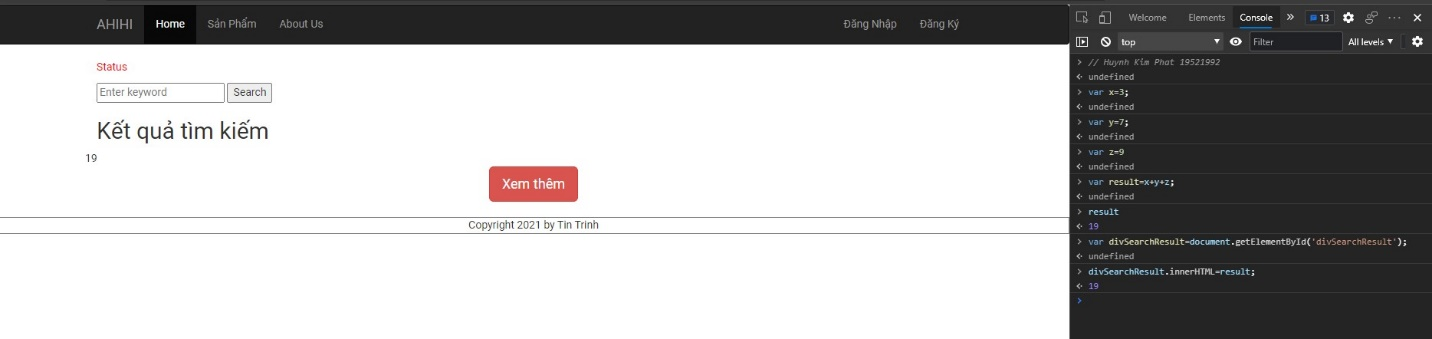 AHIHI Home Sản Phẩm About Us Đăng Nhập Đăng Ký
Status
Enter keyword Search
Kết quả tìm kiếm
19
Xem thêm
Copyright 2021 by Tin Trinh
Welcome Elements Console » 13
top Filter All levels
// Huynh Kim Phat 19521992
undefined
var x=3;
undefined
var y=7;
undefined
var z=9
undefined
var result=x+y+z;
undefined
result
19
var divSearchResult=document.getElementById('divSearchResult');
undefined
divSearchResult.innerHTML=result;
19